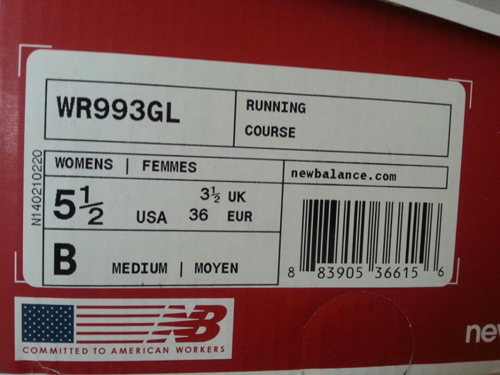 WR993GL
RUNNING
COURSE
WOMENS | FEMMES
newbalance.com
5½ USA
3½ UK
36 EUR
B MEDIUM | MOYEN
8 83905 36615 6
N140210220
NB
COMMITTED TO AMERICAN WORKERS
ne